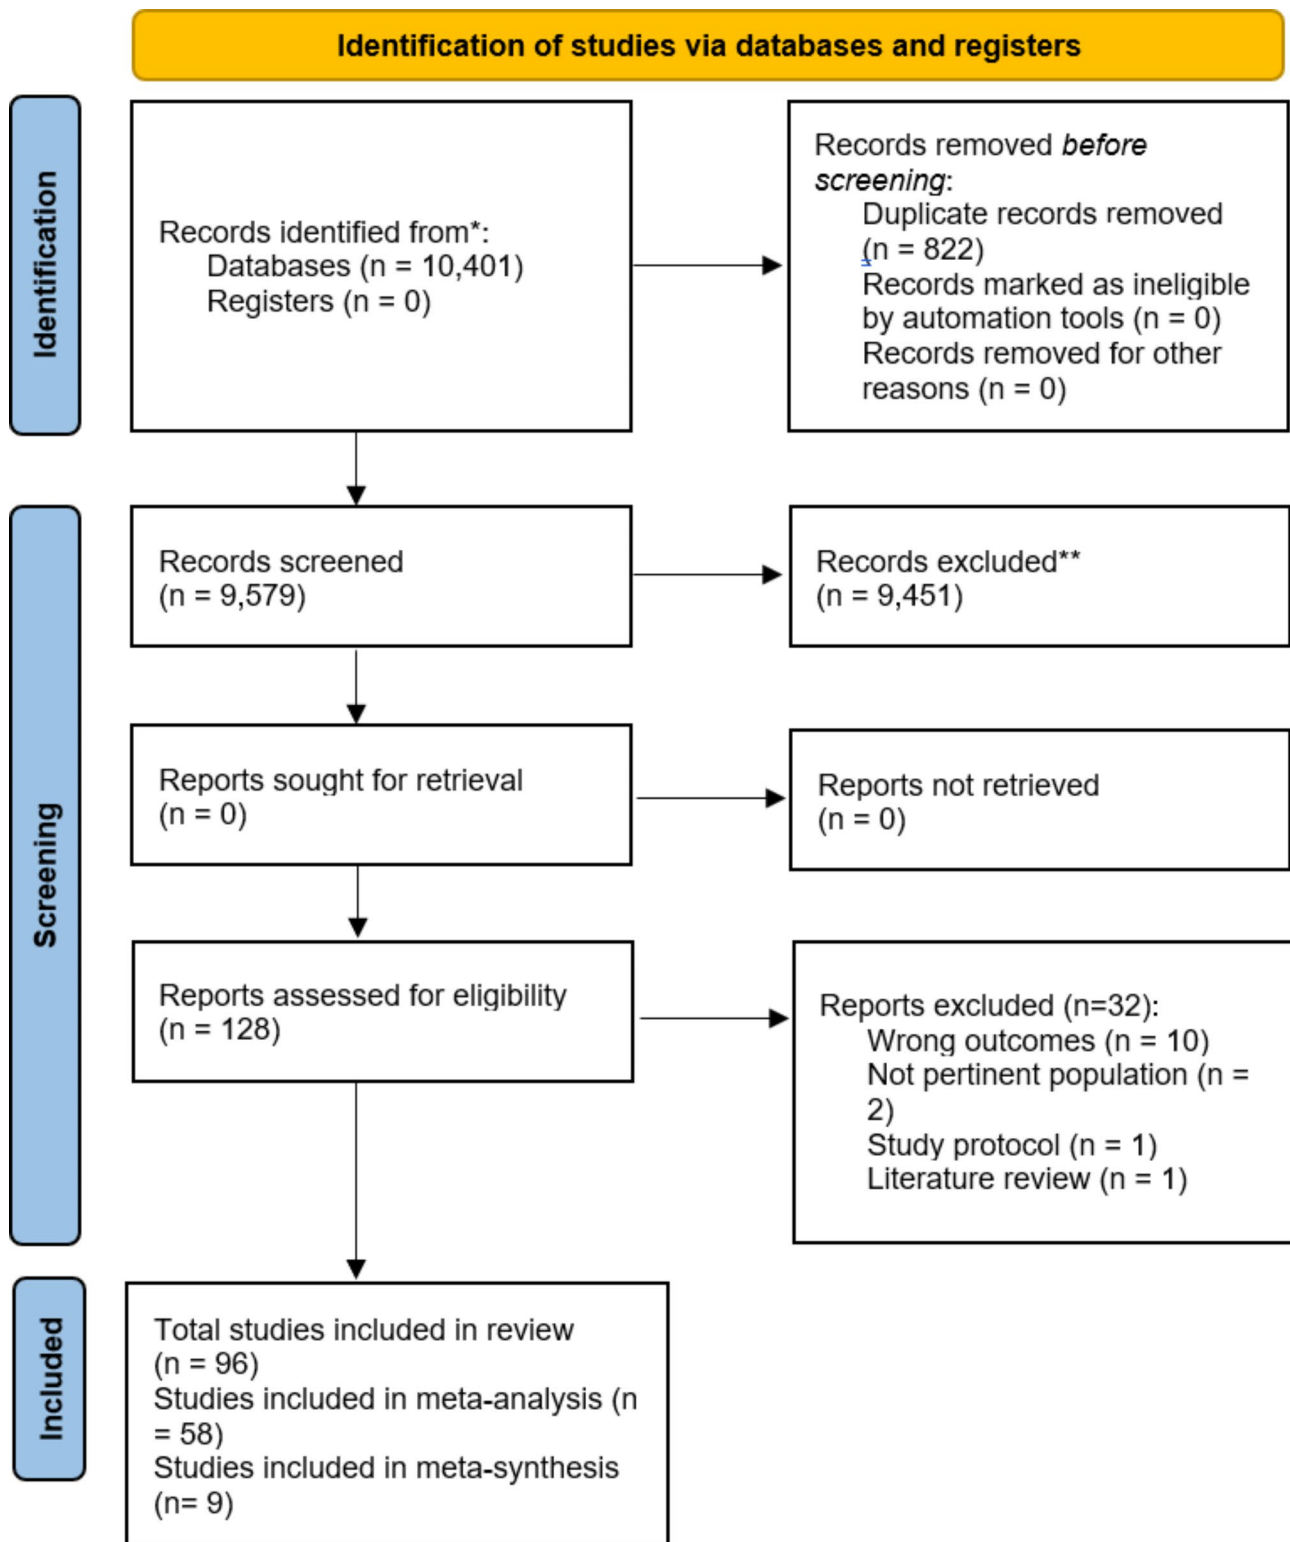 Identification of studies via databases and registers
Identification
Records identified from*:
Databases (n = 10,401)
Registers (n = 0)
Records removed before
screening:
Duplicate records removed
(n = 822)
Records marked as ineligible
by automation tools (n = 0)
Records removed for other
reasons (n = 0)
Screening
Records screened
(n = 9,579)
Records excluded**
(n = 9,451)
Reports sought for retrieval
(n = 0)
Reports not retrieved
(n = 0)
Reports assessed for eligibility
(n = 128)
Reports excluded (n=32):
Wrong outcomes (n = 10)
Not pertinent population (n =
2)
Study protocol (n = 1)
Literature review (n = 1)
Included
Total studies included in review
(n = 96)
Studies included in meta-analysis (n
= 58)
Studies included in meta-synthesis
(n= 9)